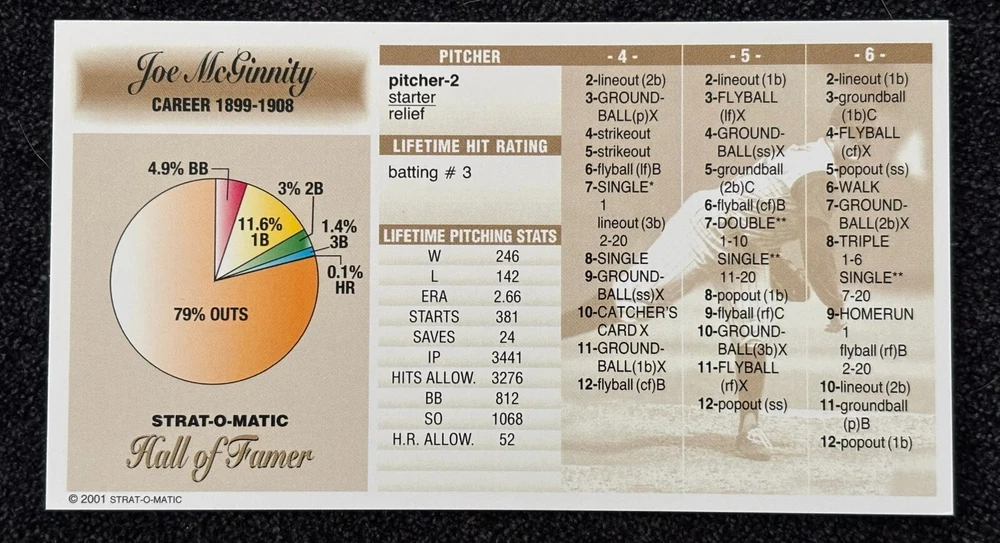 Joe McGinnity
CAREER 1899-1908
4.9% BB
3% 2B
11.6%
1B
1.4%
3B
0.1%
HR
79% OUTS
STRAT-O-MATIC
Hall of Famer
© 2001 STRAT-O-MATIC
PITCHER
pitcher-2
starter
relief
LIFETIME HIT RATING
batting # 3
LIFETIME PITCHING STATS
W 246
L 142
ERA 2.66
STARTS 381
SAVES 24
IP 3441
HITS ALLOW. 3276
BB 812
SO 1068
H.R. ALLOW. 52
- 4 -
2-lineout (2b)
3-GROUND-
BALL(p)X
4-strikeout
5-strikeout
6-flyball (lf)B
7-SINGLE*
1
lineout (3b)
2-20
8-SINGLE
9-GROUND-
BALL(ss)X
10-CATCHER'S
CARD X
11-GROUND-
BALL(1b)X
12-flyball (cf)B
- 5 -
2-lineout (1b)
3-FLYBALL
(lf)X
4-GROUND-
BALL(ss)X
5-groundball
(2b)C
6-flyball (cf)B
7-DOUBLE**
1-10
SINGLE**
11-20
8-popout (1b)
9-flyball (rf)C
10-GROUND-
BALL(3b)X
11-FLYBALL
(rf)X
12-popout (ss)
- 6 -
2-lineout (1b)
3-groundball
(1b)C
4-FLYBALL
(cf)X
5-popout (ss)
6-WALK
7-GROUND-
BALL(2b)X
8-TRIPLE
1-6
SINGLE**
7-20
9-HOMERUN
1
flyball (rf)B
2-20
10-lineout (2b)
11-groundball
(p)B
12-popout (1b)